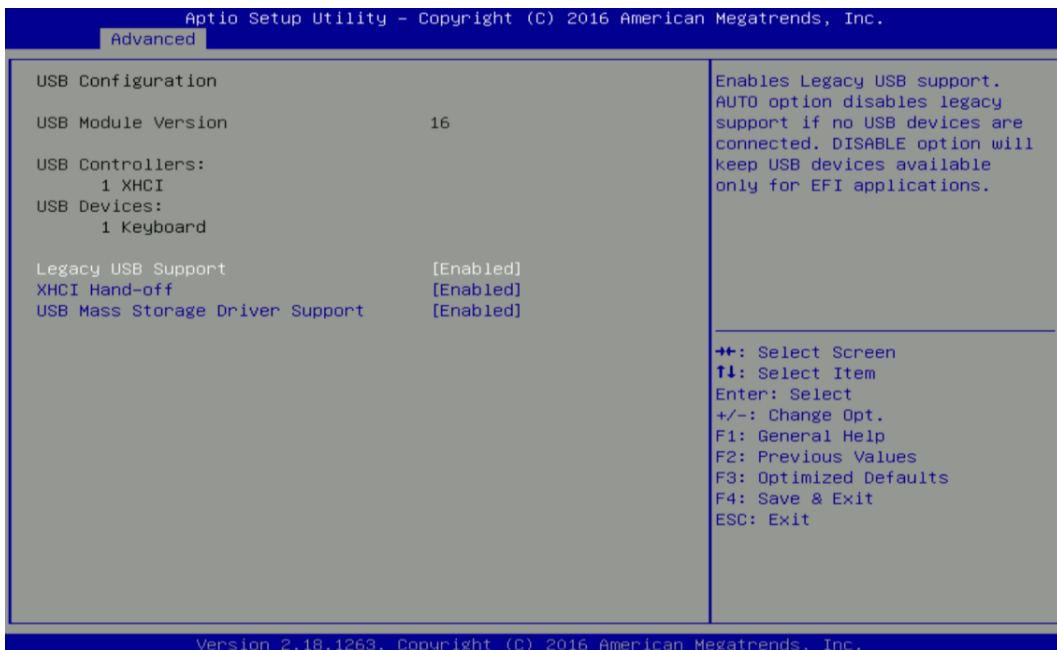 Aptio Setup Utility – Copyright (C) 2016 American Megatrends, Inc.
Advanced
USB Configuration
USB Module Version 16
USB Controllers:
1 XHCI
USB Devices:
1 Keyboard
Legacy USB Support [Enabled]
XHCI Hand-off [Enabled]
USB Mass Storage Driver Support [Enabled]
Enables Legacy USB support.
AUTO option disables legacy
support if no USB devices are
connected. DISABLE option will
keep USB devices available
only for EFI applications.
→←: Select Screen
↑↓: Select Item
Enter: Select
+/-: Change Opt.
F1: General Help
F2: Previous Values
F3: Optimized Defaults
F4: Save & Exit
ESC: Exit
Version 2.18.1263. Copyright (C) 2016 American Megatrends, Inc.